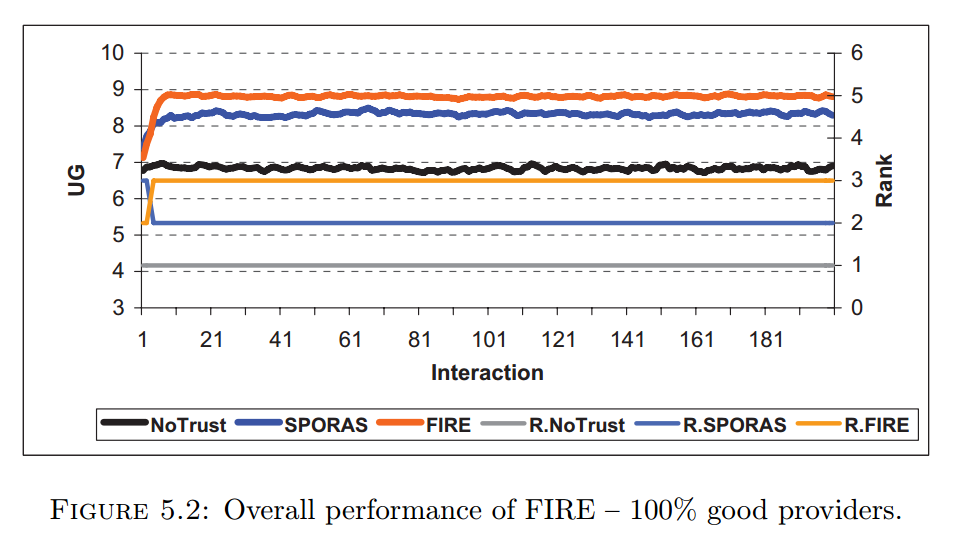 10 6
9 5
8 4
7
6 3
5 2
4 1
3 0
UG
Rank
1 21 41 61 81 101 121 141 161 181
Interaction
NoTrust SPORAS FIRE R.NoTrust R.SPORAS R.FIRE
FIGURE 5.2: Overall performance of FIRE – 100% good providers.